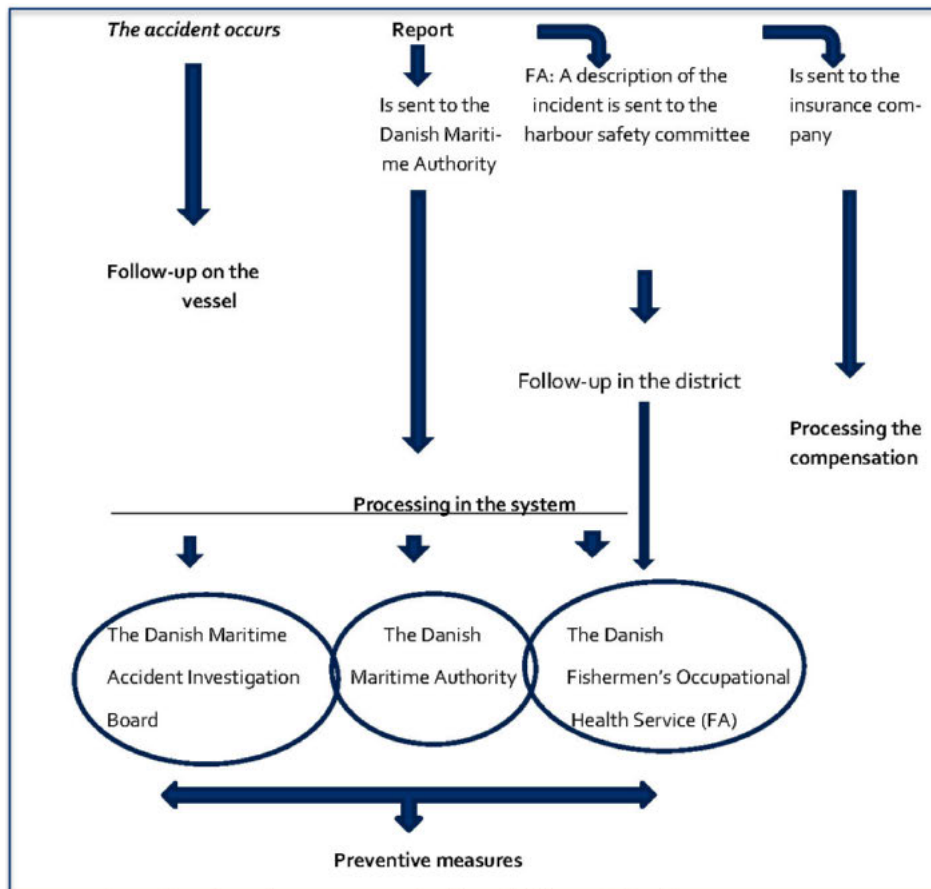 The accident occurs
Report
Is sent to the
Danish Mariti-
me Authority
FA: A description of the
incident is sent to the
harbour safety committee
Is sent to the
insurance com-
pany
Follow-up on the
vessel
Follow-up in the district
Processing the
compensation
Processing in the system
The Danish Maritime
Accident Investigation
Board
The Danish
Maritime Authority
The Danish
Fishermen's Occupational
Health Service (FA)
Preventive measures